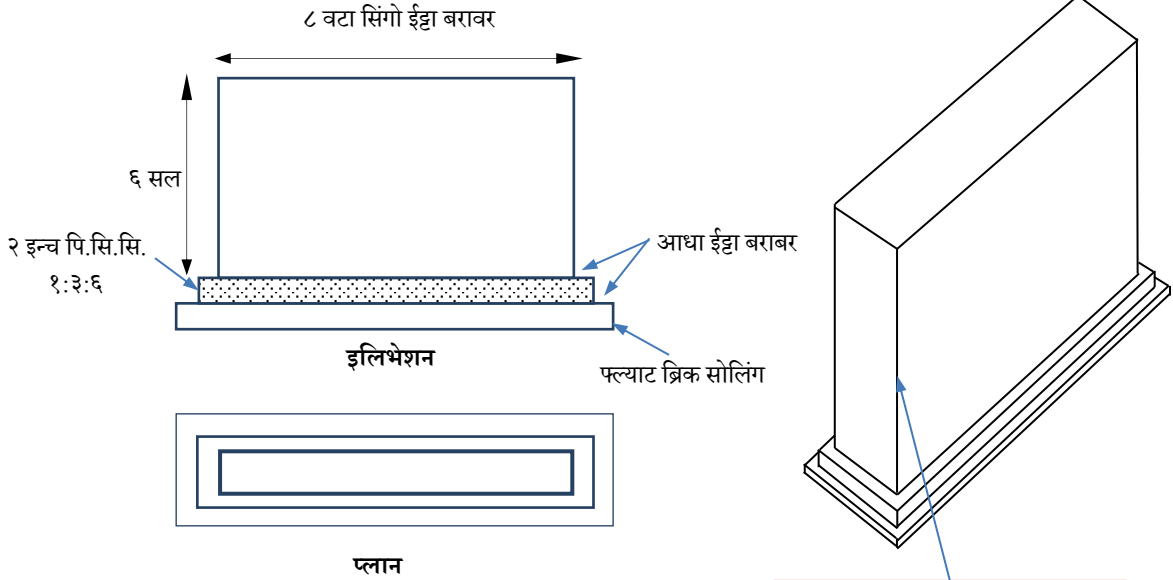 ८ वटा सिंगो ईट्टा बरावर
६ सल
२ इन्च पि.सि.सि.
१:३:६
आधा ईट्टा बराबर
इलिभेशन
फ्ल्याट ब्रिक सोलिंग
प्लान